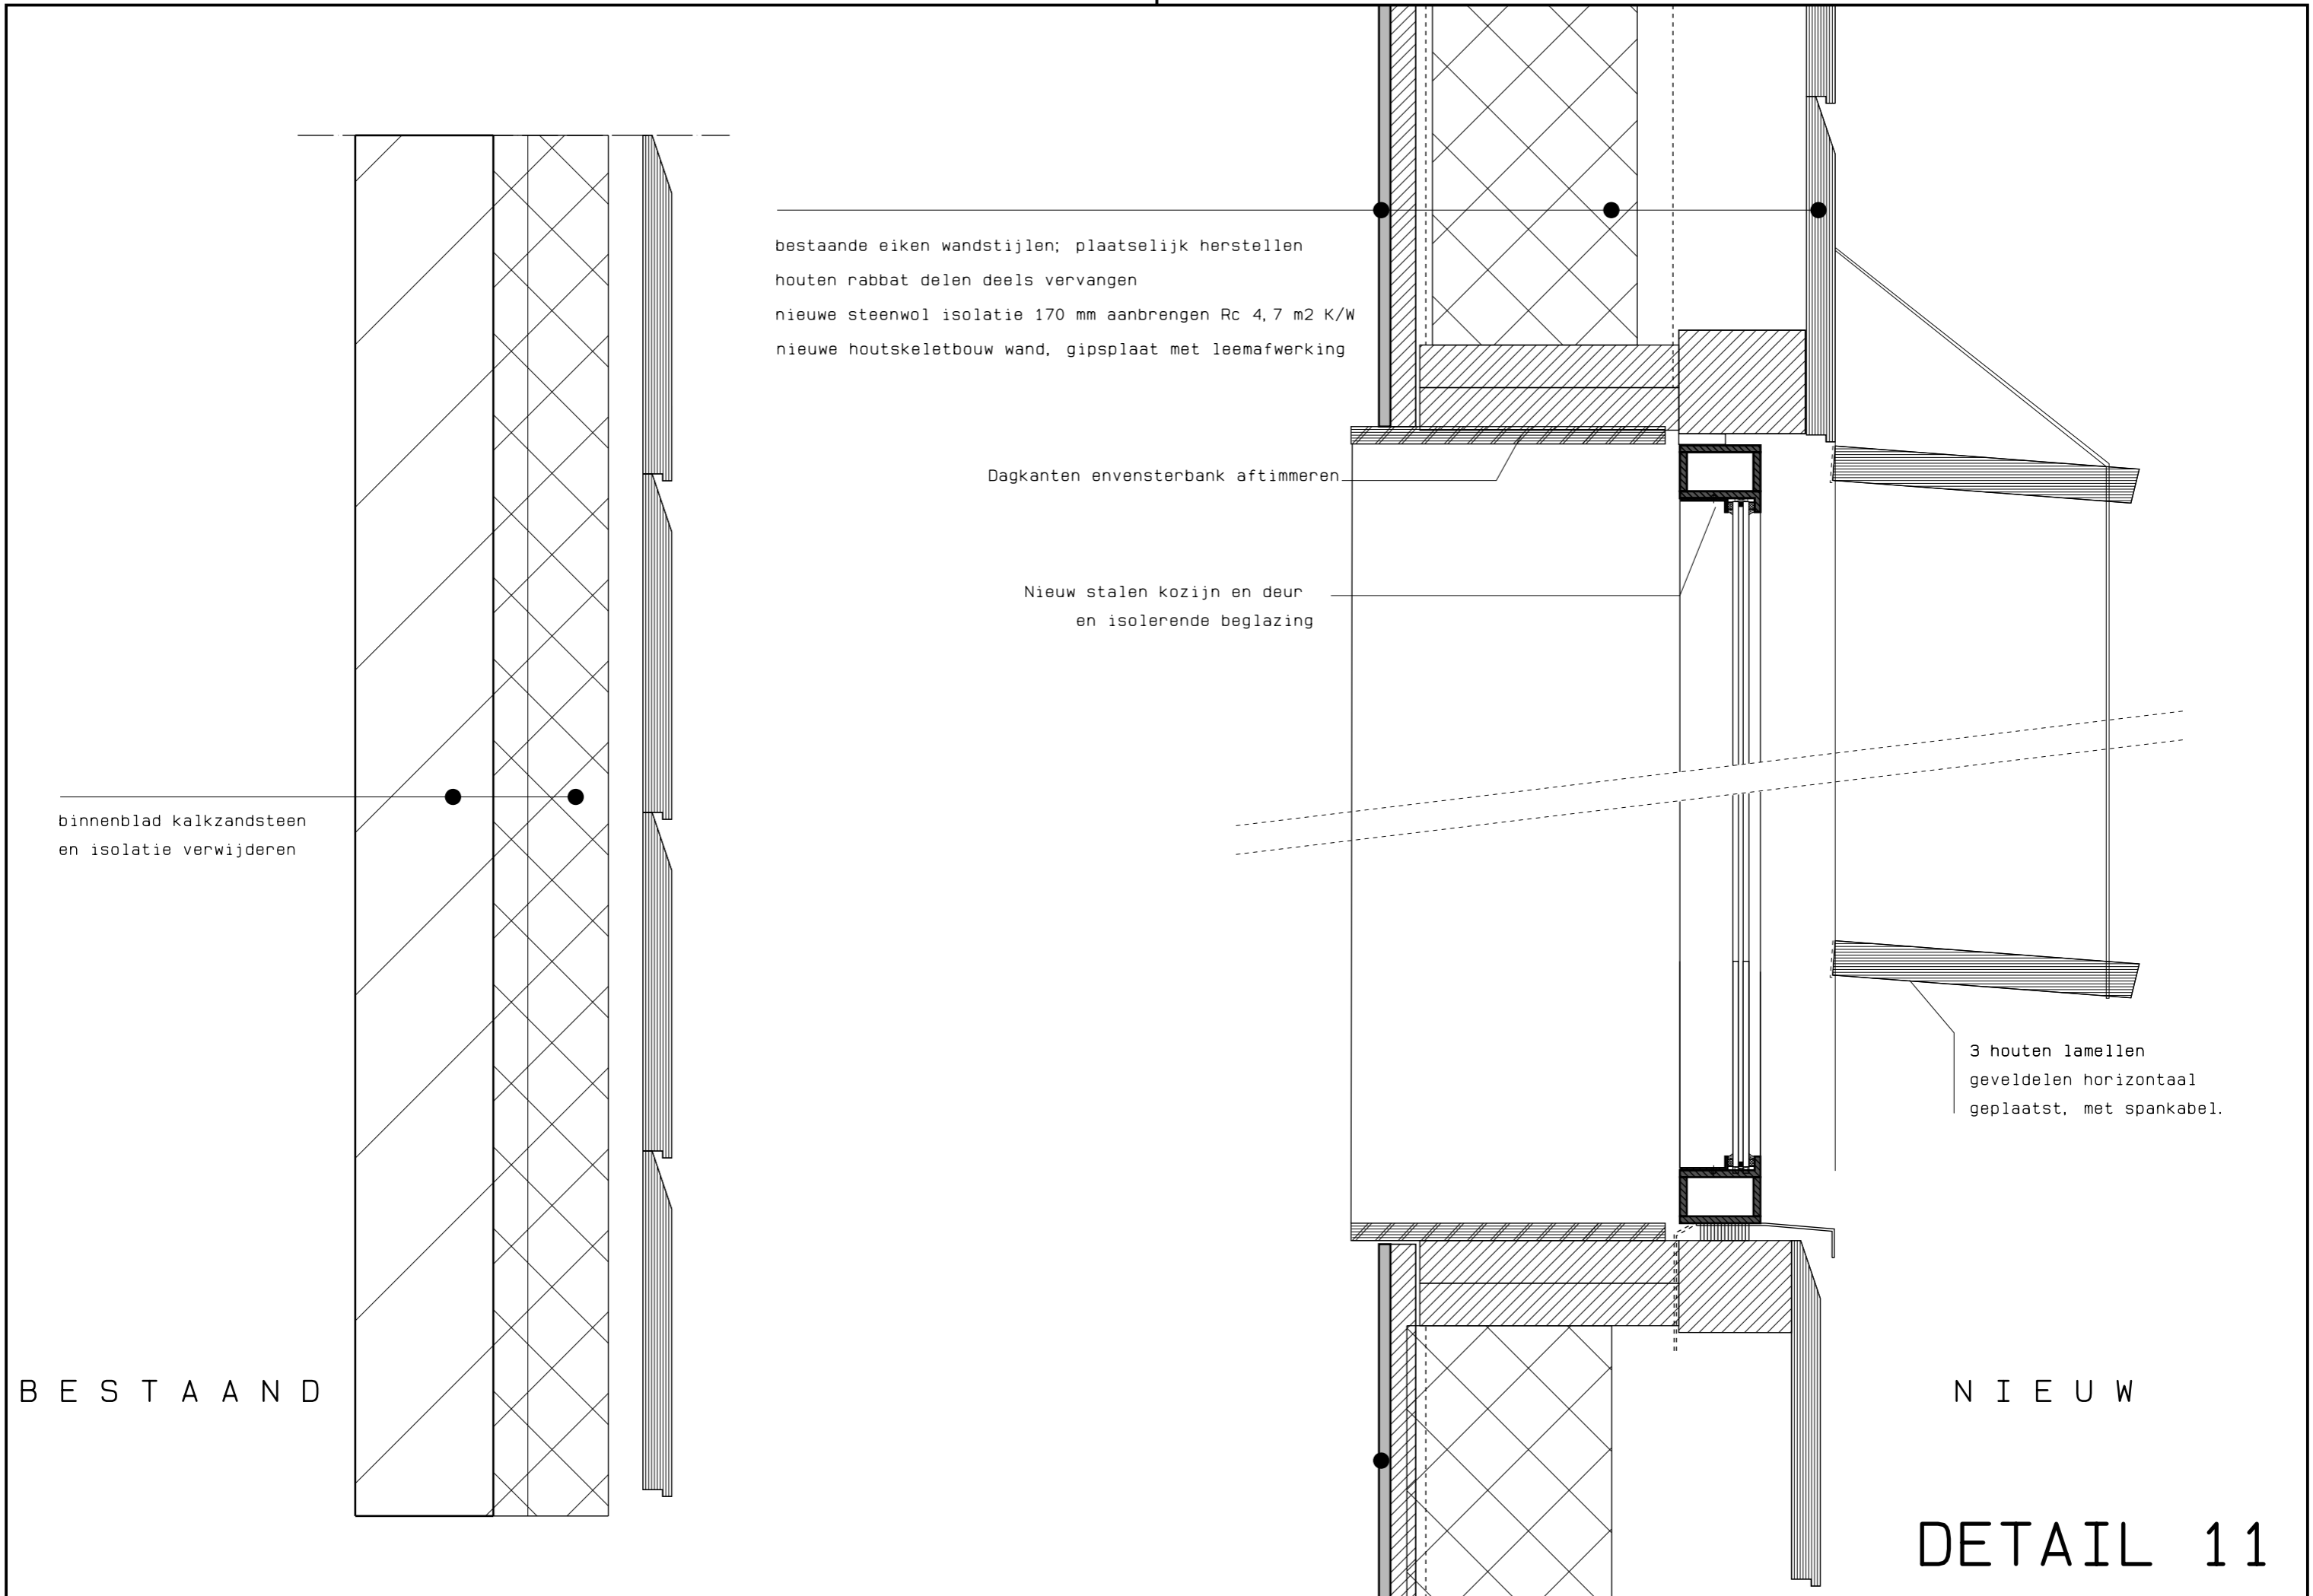 bestaande eiken wandstijlen; plaatselijk herstellen
houten rabbat delen deels vervangen
nieuwe steenwol isolatie 170 mm aanbrengen Rc 4,7 m2 K/W
nieuwe houtskeletbouw wand, gipsplaat met leemafwerking
Dagkanten envensterbank aftimmeren
Nieuw stalen kozijn en deur
en isolerende beglazing
binnenblad kalkzandsteen
en isolatie verwijderen
3 houten lamellen
geveldelen horizontaal
geplaatst, met spankabel.
BESTAAND
NIEUW
DETAIL 11